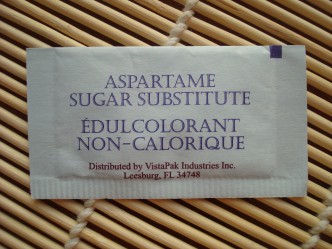 ASPARTAME
SUGAR SUBSTITUTE
ÉDULCOLORANT
NON-CALORIQUE
Distributed by VistaPak Industries Inc.
Leesburg, FL 34748